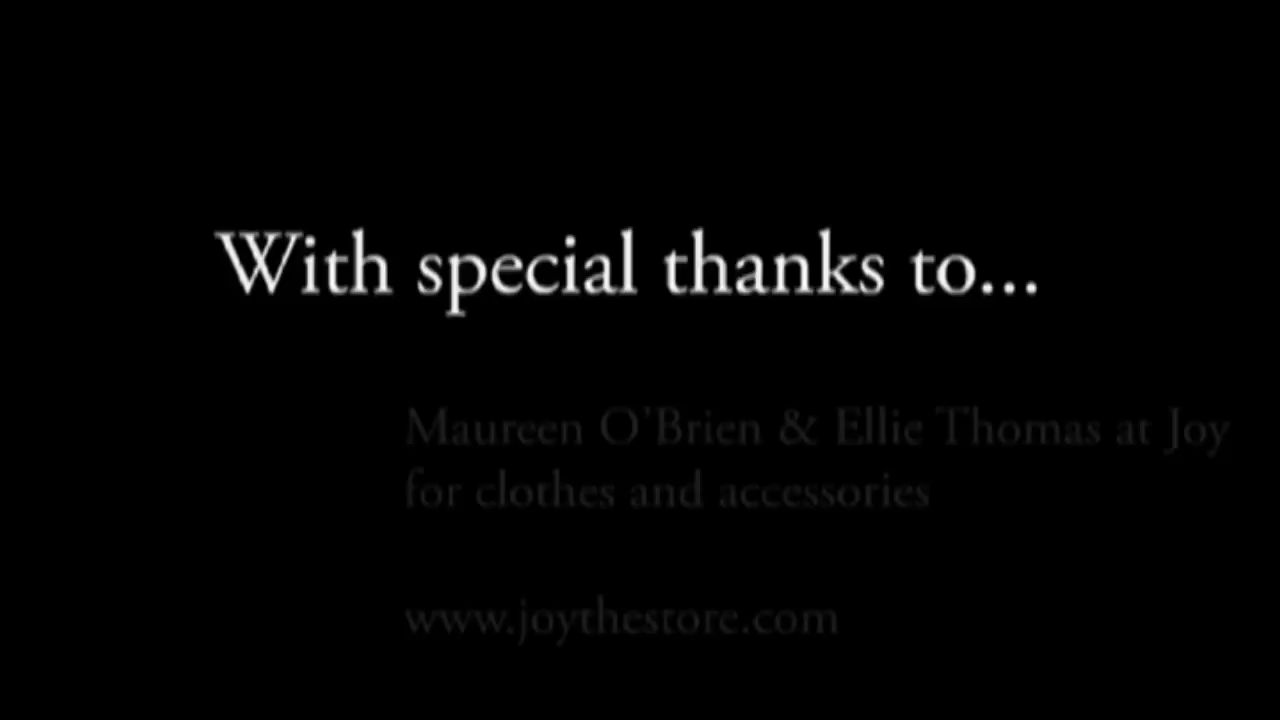 With special thanks to...
Maureen O'Brien & Ellie Thomas at Joy
for clothes and accessories
www.joythestore.com